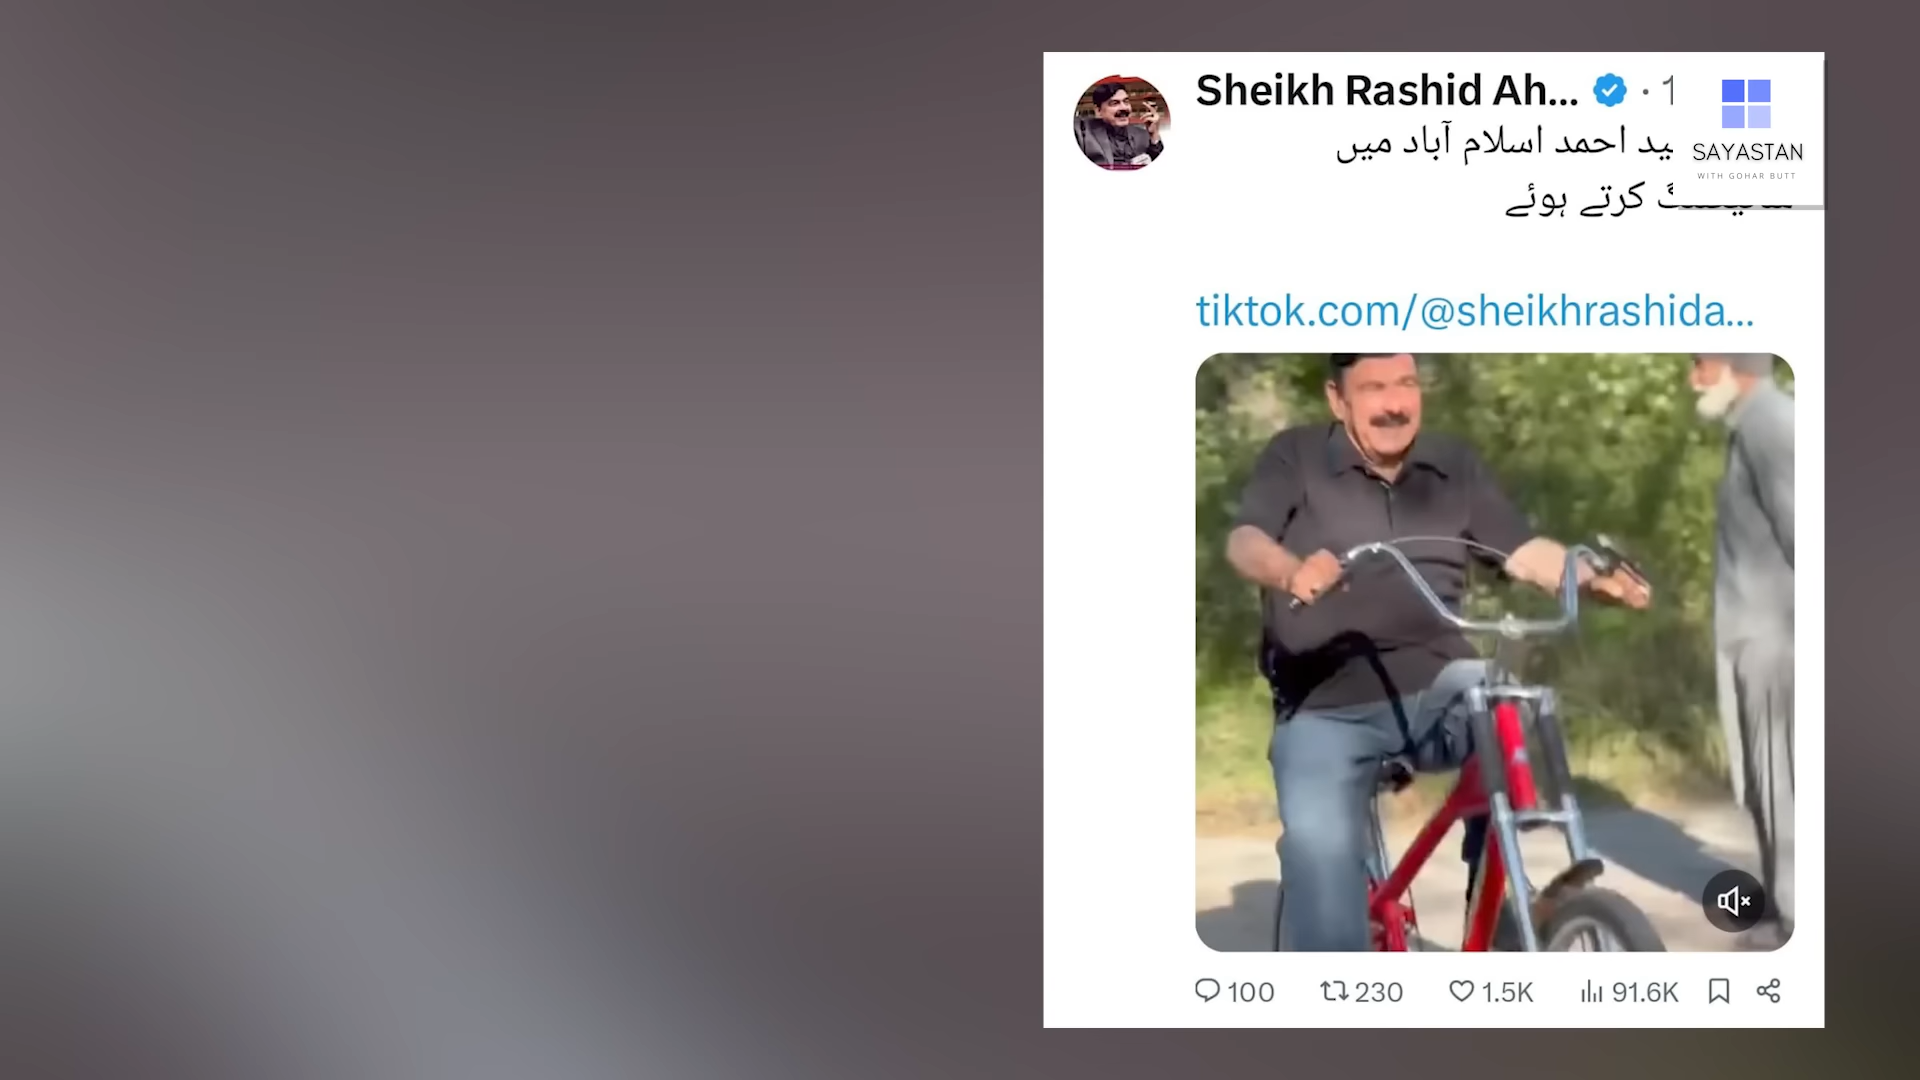 Sheikh Rashid Ah... · 1
احمد اسلام آباد میں
کرتے ہوئے
SAYASTAN
WITH GOHAR BUTT
tiktok.com/@sheikhrashida...
100 230 1.5K 91.6K